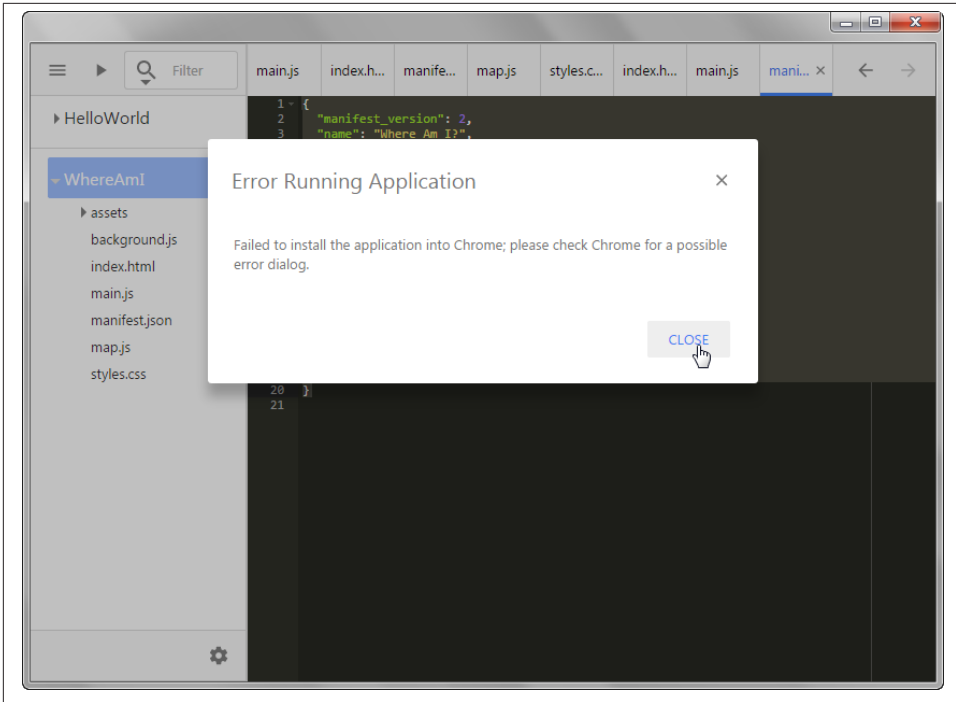 Filter
main.js index.h... manife... map.js styles.c... index.h... main.js mani... ×
HelloWorld
WhereAmI
assets
background.js
index.html
main.js
manifest.json
map.js
styles.css
1 {
2 "manifest_version": 2,
3 "name": "Where Am I?",
20 }
21
Error Running Application ×
Failed to install the application into Chrome; please check Chrome for a possible
error dialog.
CLOSE